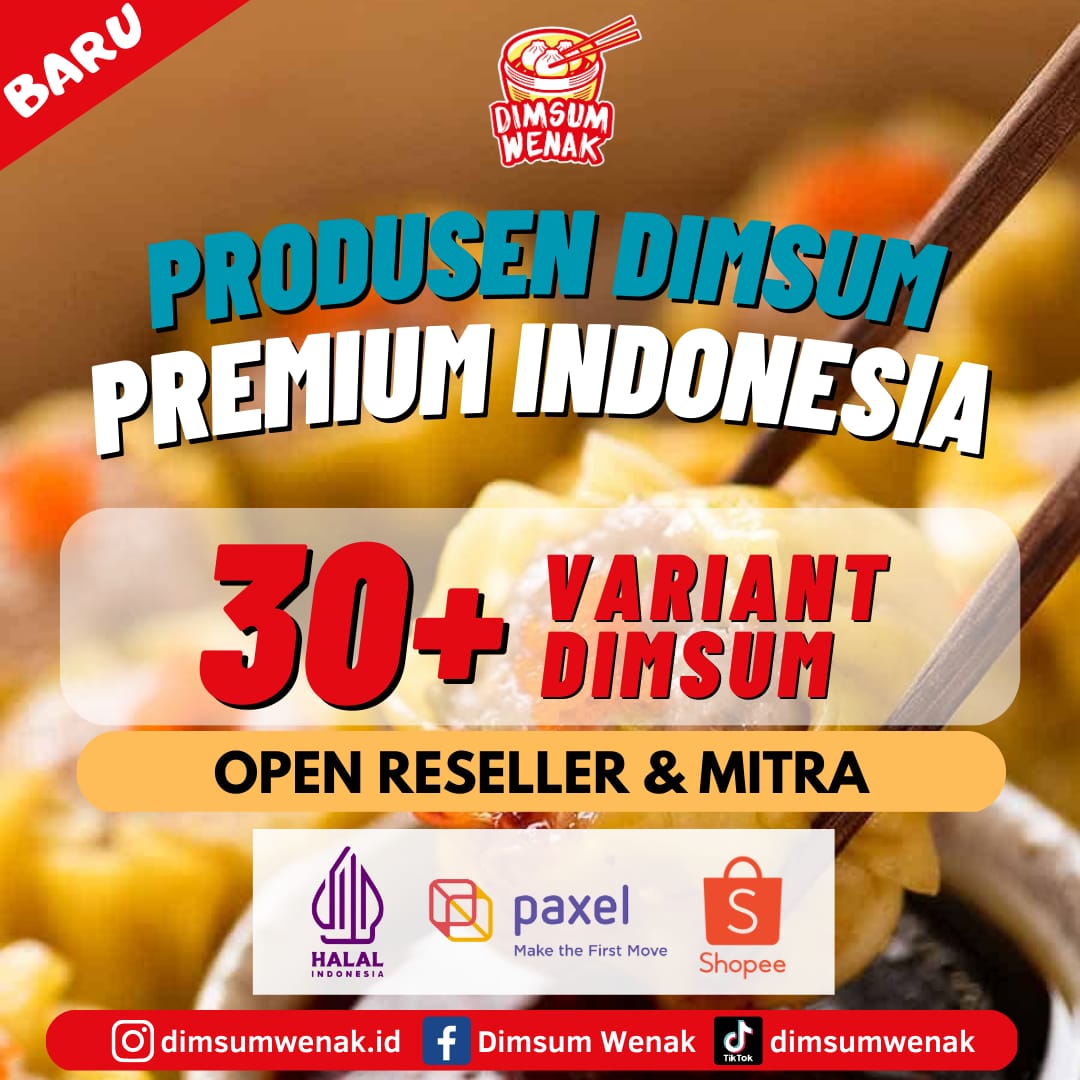 BARU
DIMSUM
WENAK
PRODUSEN DIMSUM
PREMIUM INDONESIA
30+ VARIANT
DIMSUM
OPEN RESELLER & MITRA
HALAL
INDONESIA
paxel
Make the First Move
S
Shopee
dimsumwenak.id f Dimsum Wenak TikTok dimsumwenak